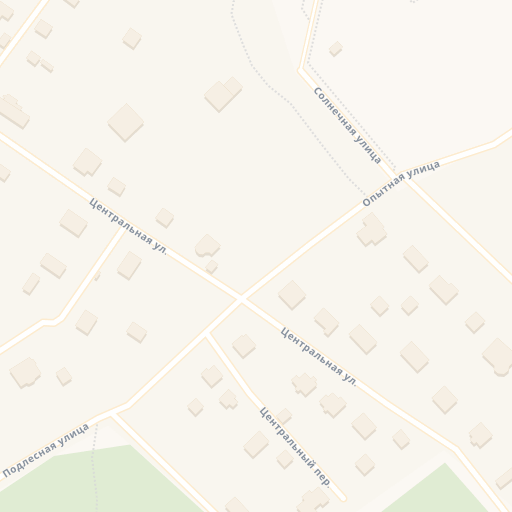 Солнечная улица
Опытная улица
Центральная ул.
Центральная ул.
Центральный пер.
Подлесная улица